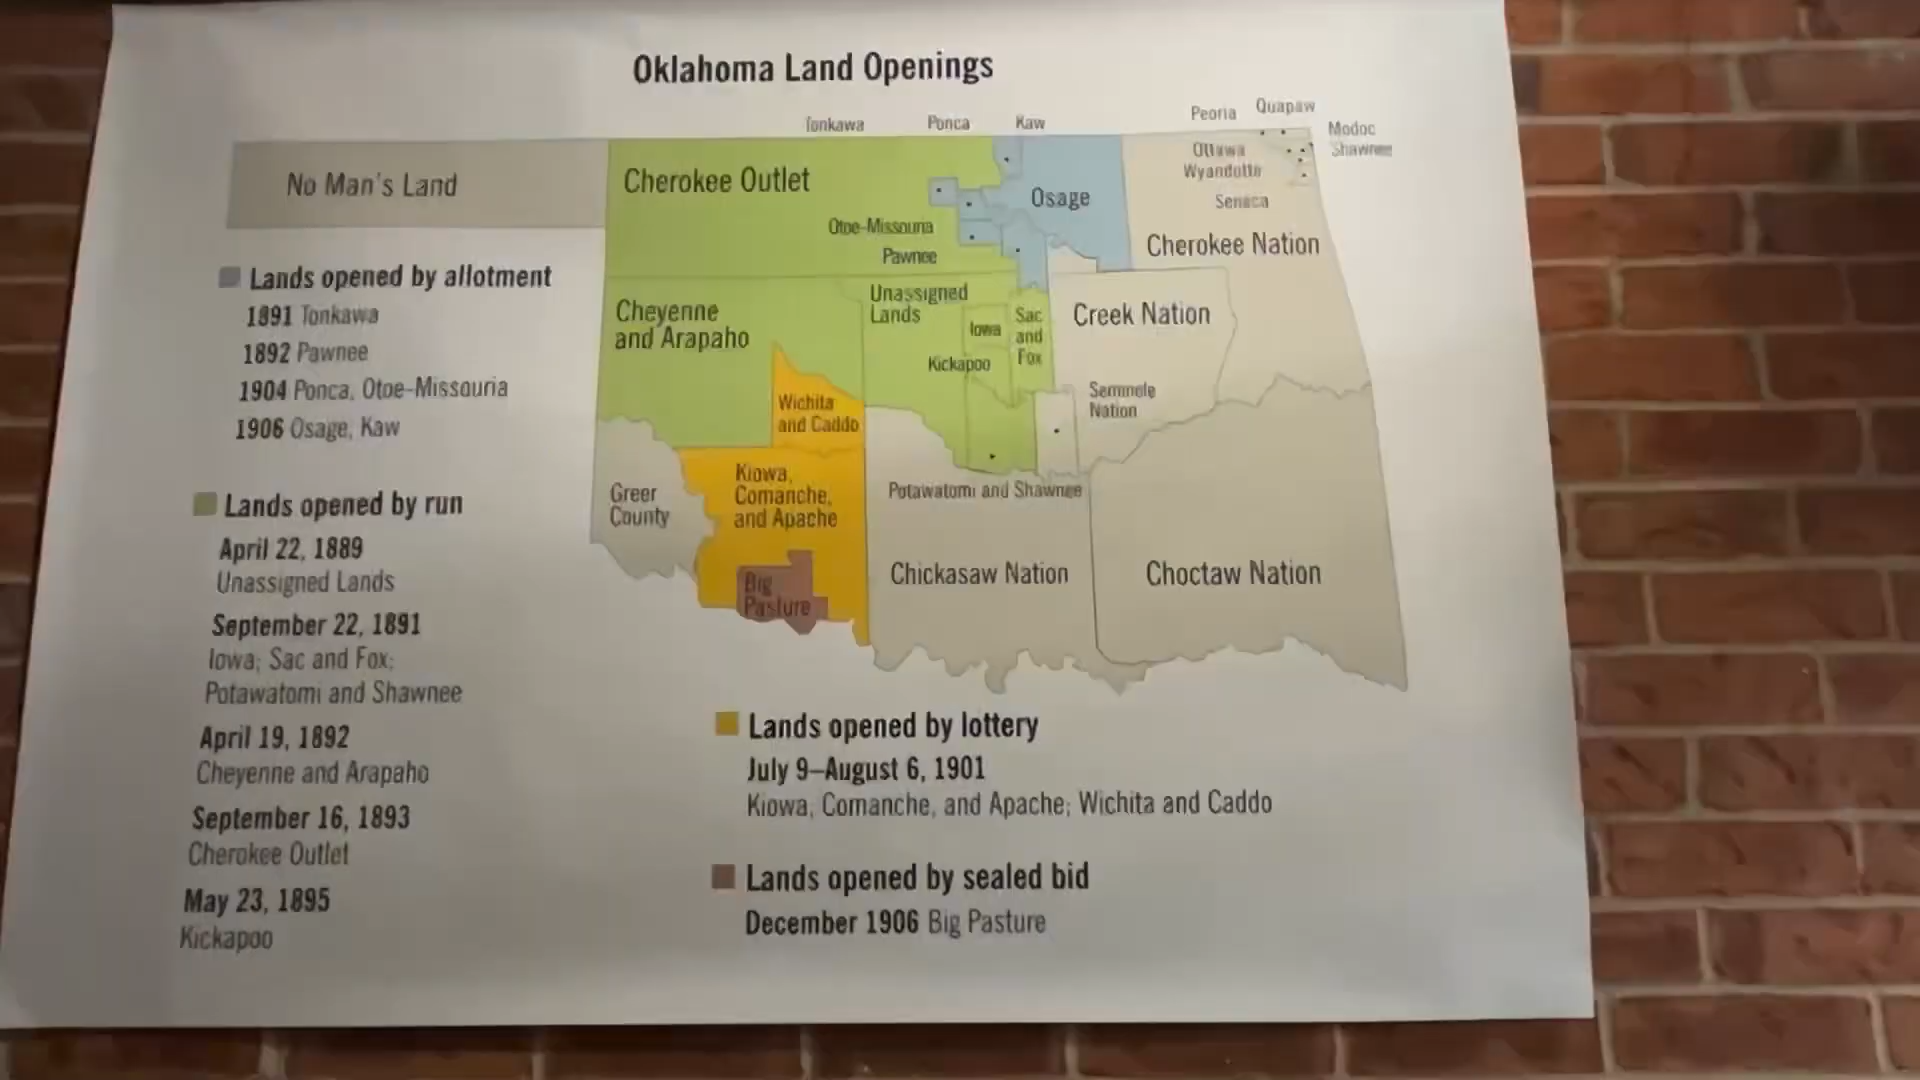 Oklahoma Land Openings
Tonkawa
Ponca
Kaw
Peoria
Quapaw
Modoc
Shawnee
Ottawa
Wyandotte
Seneca
No Man's Land
Cherokee Outlet
Osage
Otoe-Missouria
Pawnee
Cherokee Nation
Cheyenne
and Arapaho
Unassigned
Lands
Iowa
Sac
and
Fox
Kickapoo
Creek Nation
Seminole
Nation
Wichita
and Caddo
Kiowa,
Comanche,
and Apache
Greer
County
Potawatomi and Shawnee
Big
Pasture
Chickasaw Nation
Choctaw Nation
Lands opened by allotment
1891 Tonkawa
1892 Pawnee
1904 Ponca, Otoe-Missouria
1906 Osage, Kaw
Lands opened by run
April 22, 1889
Unassigned Lands
September 22, 1891
Iowa; Sac and Fox;
Potawatomi and Shawnee
April 19, 1892
Cheyenne and Arapaho
September 16, 1893
Cherokee Outlet
May 23, 1895
Kickapoo
Lands opened by lottery
July 9–August 6, 1901
Kiowa, Comanche, and Apache; Wichita and Caddo
Lands opened by sealed bid
December 1906 Big Pasture